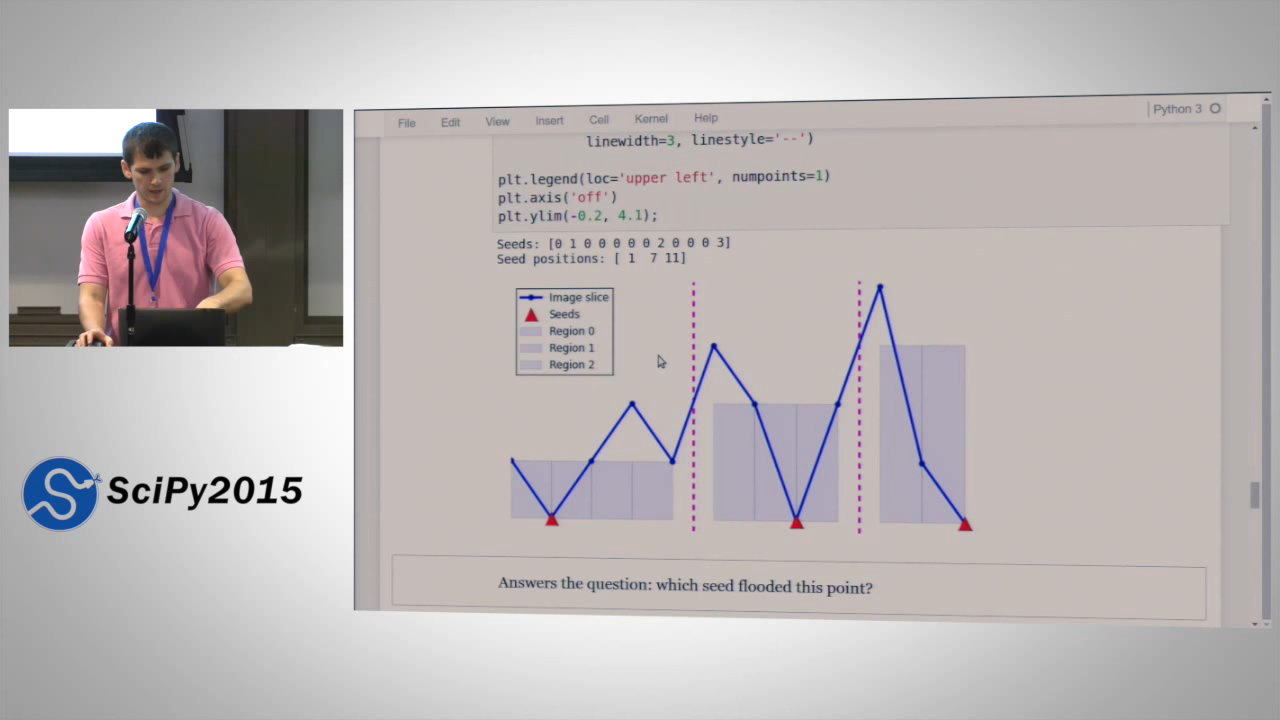 File Edit View Insert Cell Kernel Help Python 3
linewidth=3, linestyle='--')
plt.legend(loc='upper left', numpoints=1)
plt.axis('off')
plt.ylim(-0.2, 4.1);
Seeds: [0 1 0 0 0 0 0 2 0 0 0 3]
Seed positions: [ 1  7 11]
Image slice
Seeds
Region 0
Region 1
Region 2
SciPy2015
Answers the question: which seed flooded this point?